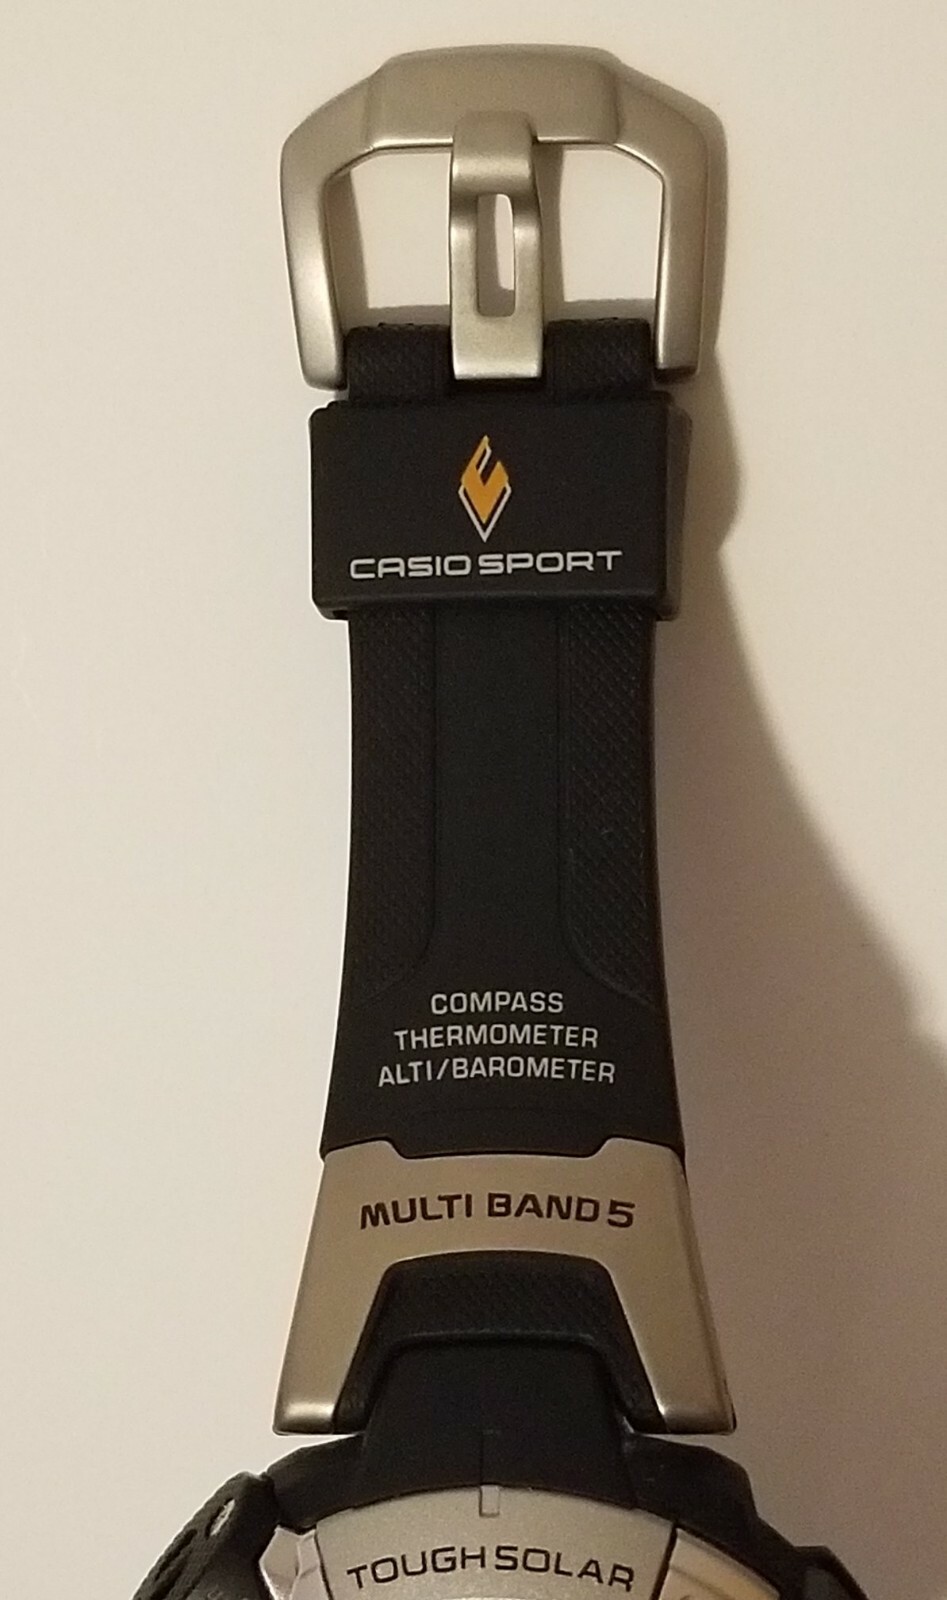 CASIO SPORT
COMPASS
THERMOMETER
ALTI/BAROMETER
MULTI BAND 5
TOUGH SOLAR